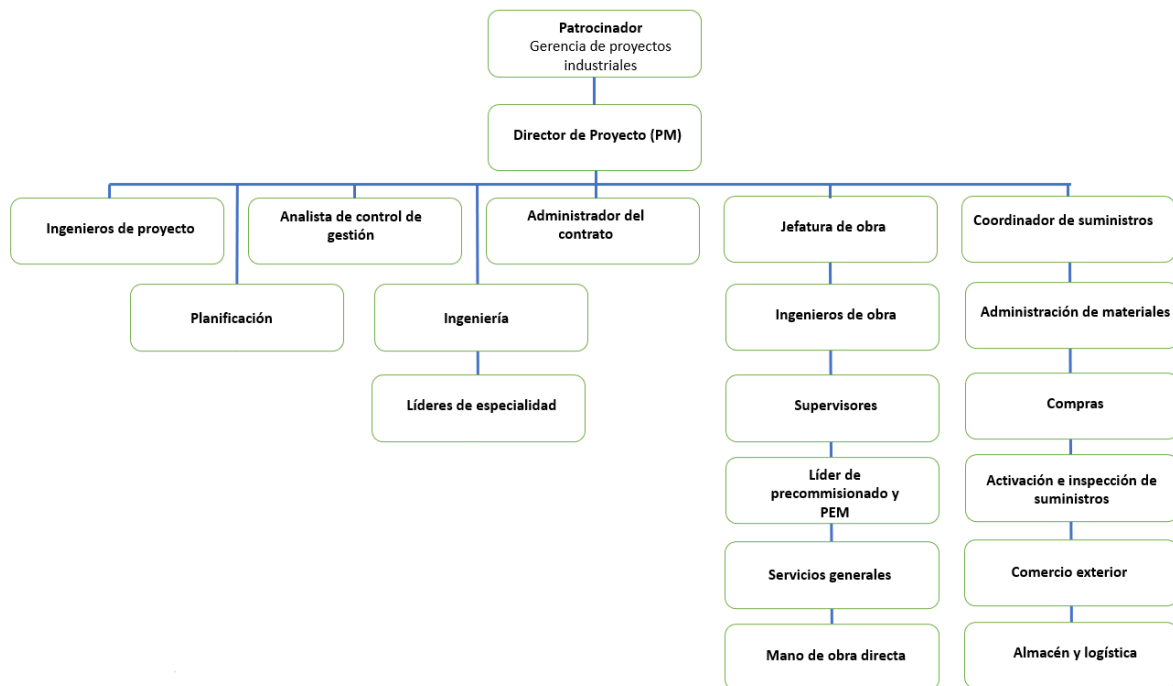 Patrocinador
Gerencia de proyectos
industriales
Director de Proyecto (PM)
Ingenieros de proyecto
Analista de control de
gestión
Administrador del
contrato
Jefatura de obra
Coordinador de suministros
Planificación
Ingeniería
Ingenieros de obra
Administración de materiales
Líderes de especialidad
Supervisores
Compras
Líder de
precommisionado y
PEM
Activación e inspección de
suministros
Servicios generales
Comercio exterior
Mano de obra directa
Almacén y logística